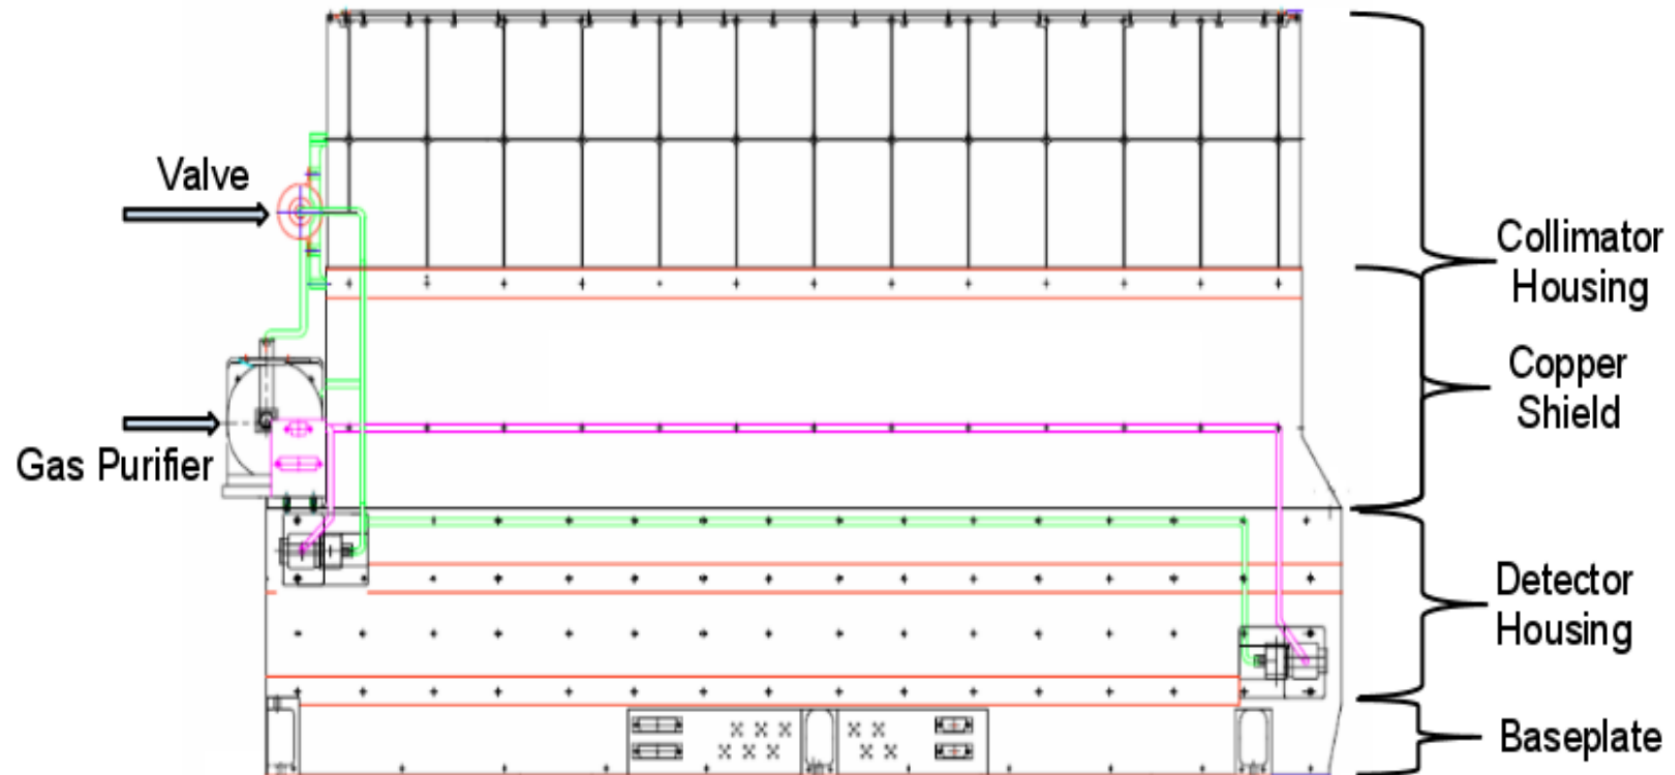 Valve
Gas Purifier
Collimator
Housing
Copper
Shield
Detector
Housing
Baseplate